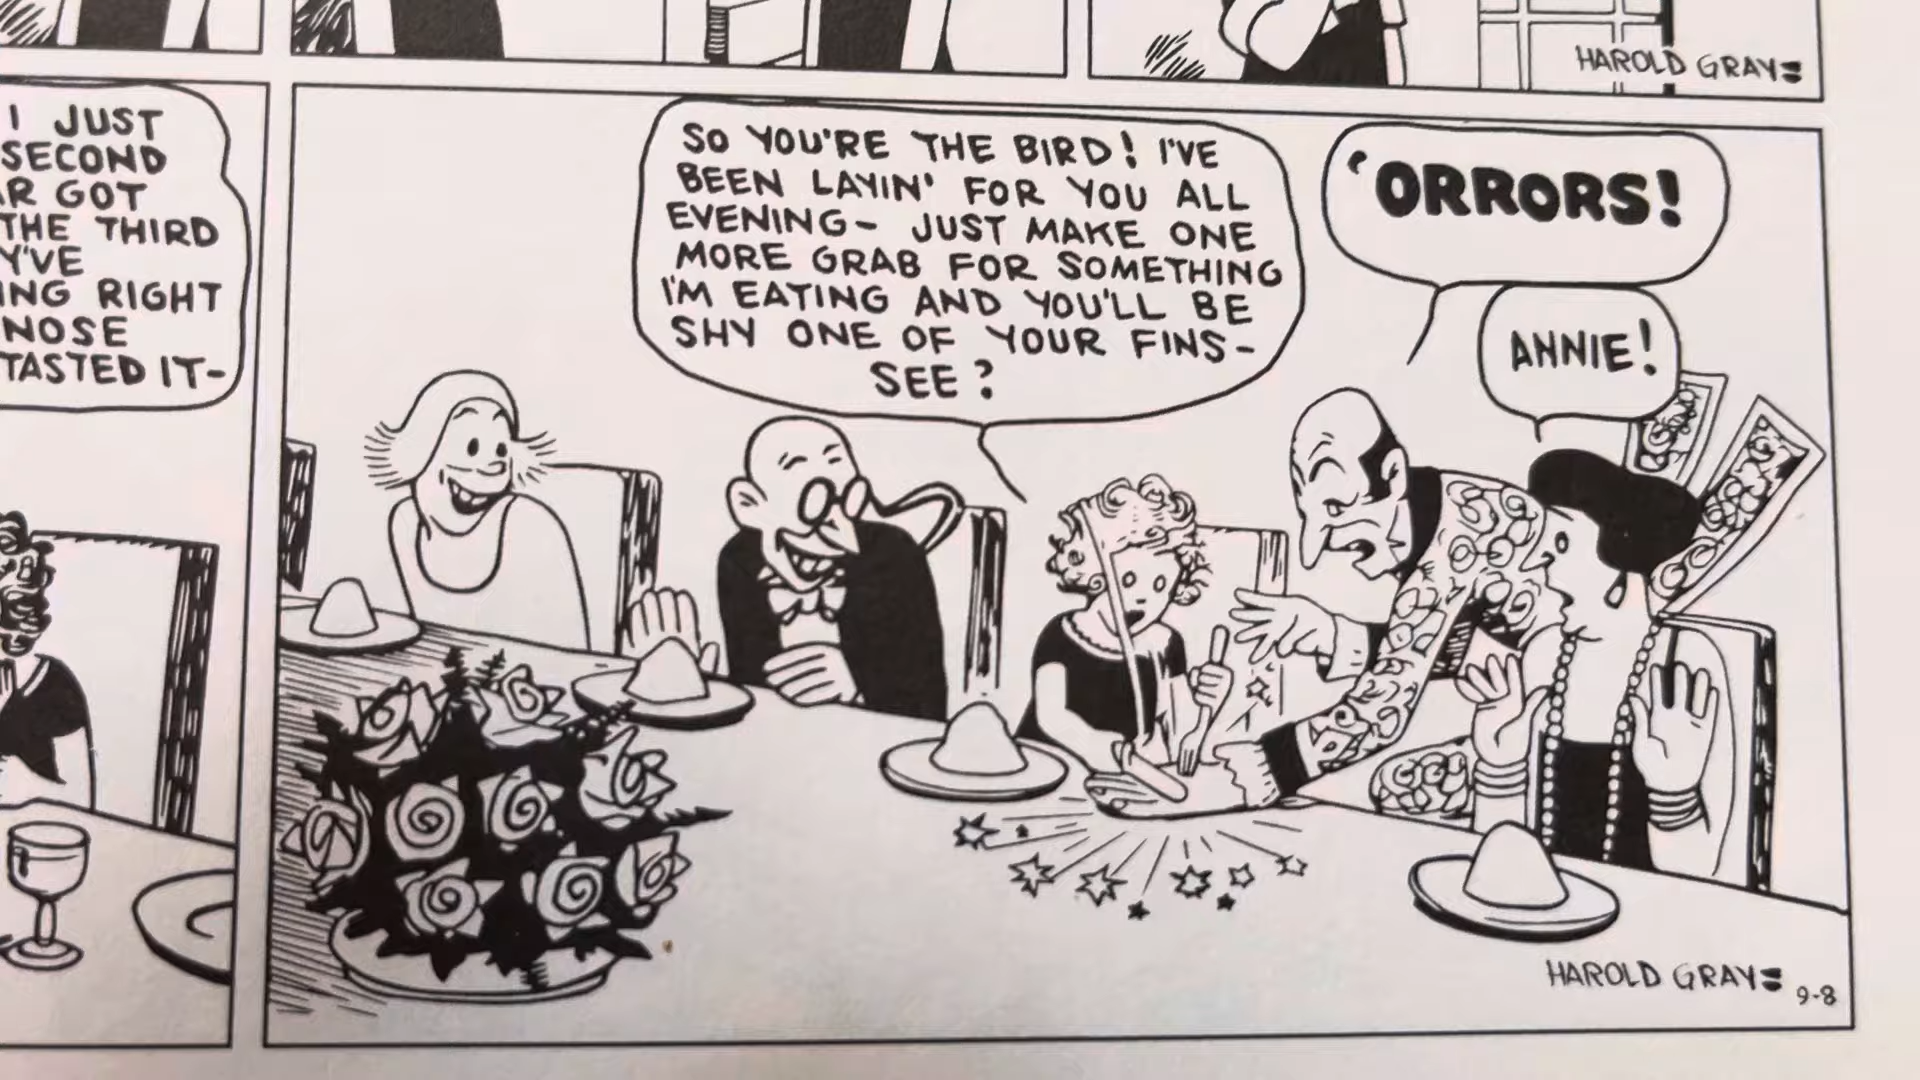 HAROLD GRAY
I JUST
SECOND
AR GOT
THE THIRD
Y'VE
ING RIGHT
NOSE
TASTED IT-
SO YOU'RE THE BIRD! I'VE
BEEN LAYIN' FOR YOU ALL
EVENING- JUST MAKE ONE
MORE GRAB FOR SOMETHING
I'M EATING AND YOU'LL BE
SHY ONE OF YOUR FINS-
SEE?
'ORRORS!
ANNIE!
HAROLD GRAY
9-8